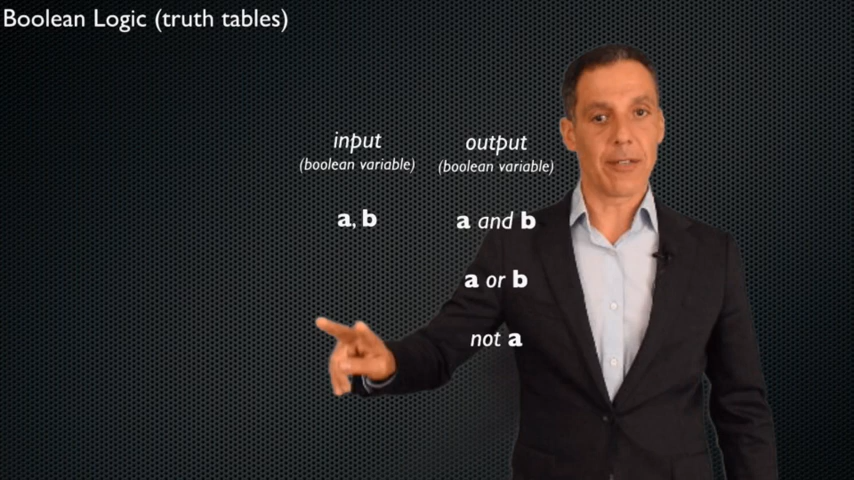 Boolean Logic (truth tables)
input output
(boolean variable) (boolean variable)
a, b a and b
a or b
not a